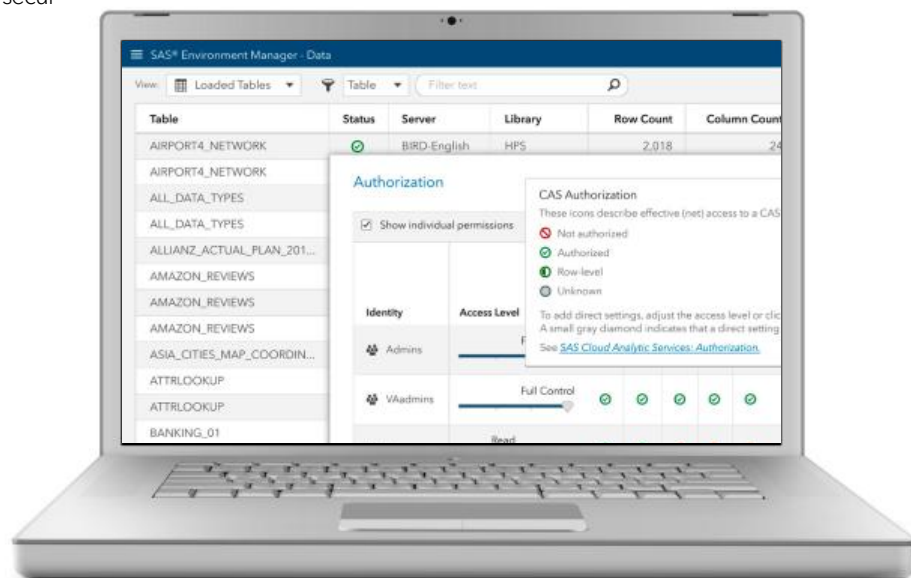 SAS® Environment Manager - Data
View: Loaded Tables Table Filter text
Table Status Server Library Row Count Column Count
AIRPORT4_NETWORK BIRD-English HPS 2,018 24
AIRPORT4_NETWORK
ALL_DATA_TYPES
ALL_DATA_TYPES
ALLIANZ_ACTUAL_PLAN_201...
AMAZON_REVIEWS
AMAZON_REVIEWS
AMAZON_REVIEWS
ASIA_CITIES_MAP_COORDIN...
ATTRLOOKUP
ATTRLOOKUP
BANKING_01
Authorization
Show individual permissions
Identity Access Level
Admins
VAadmins Full Control
Read
CAS Authorization
These icons describe effective (net) access to a CAS
Not authorized
Authorized
Row-level
Unknown
To add direct settings, adjust the access level or clic
A small gray diamond indicates that a direct setting
See SAS Cloud Analytic Services: Authorization.